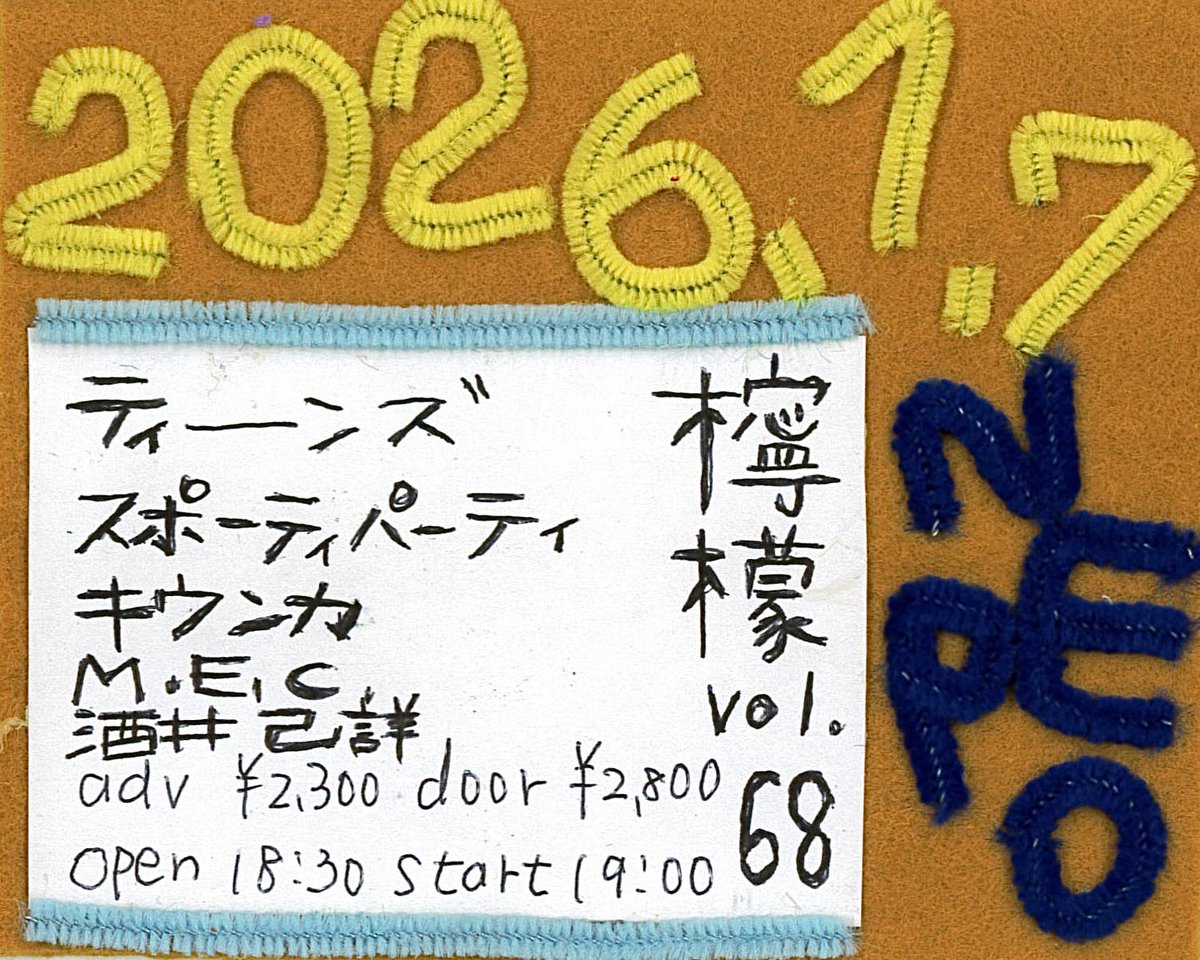 2026.1.7
NEPO
檸檬
vol.
68
ティーンズ
スポーティパーティ
キウンカ
M.E.C.
酒井己詳
adv ¥2,300 door ¥2,800
open 18:30 start 19:00